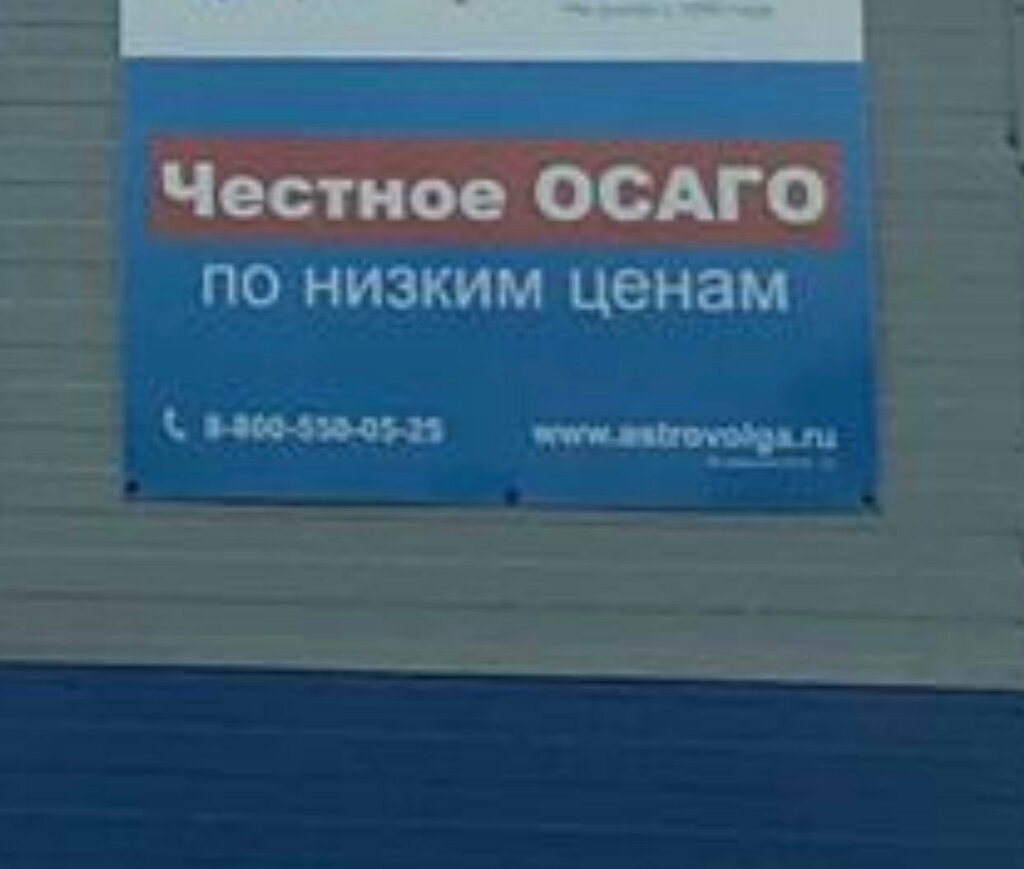 Честное ОСАГО
по низким ценам
8-800-550-05-25
www.astrovolga.ru